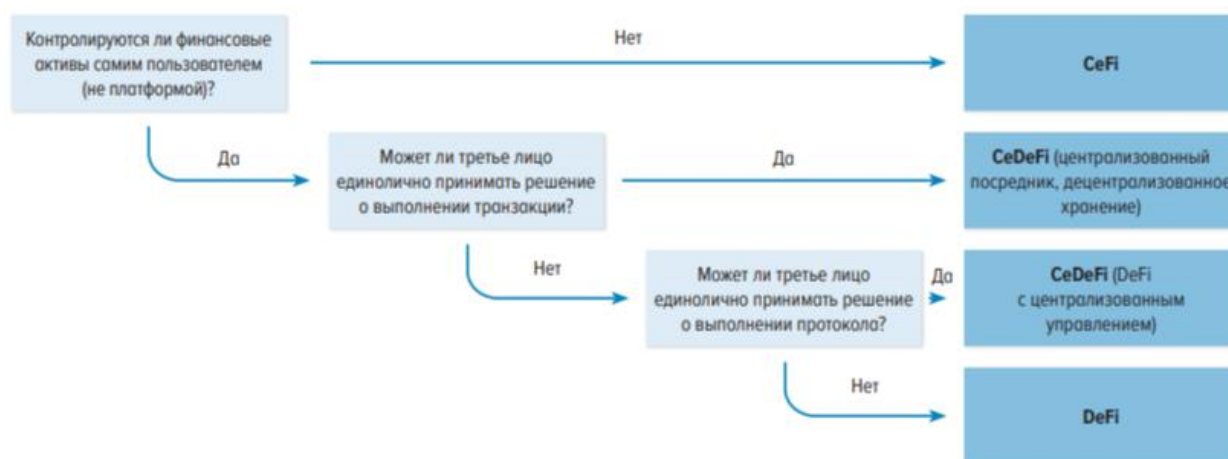 Контролируются ли финансовые
активы самим пользователем
(не платформой)?
Нет
CeFi
Да
Может ли третье лицо
единолично принимать решение
о выполнении транзакции?
Да
CeDeFi (централизованный
посредник, децентрализованное
хранение)
Нет
Может ли третье лицо
единолично принимать решение
о выполнении протокола?
Да
CeDeFi (DeFi
с централизованным
управлением)
Нет
DeFi